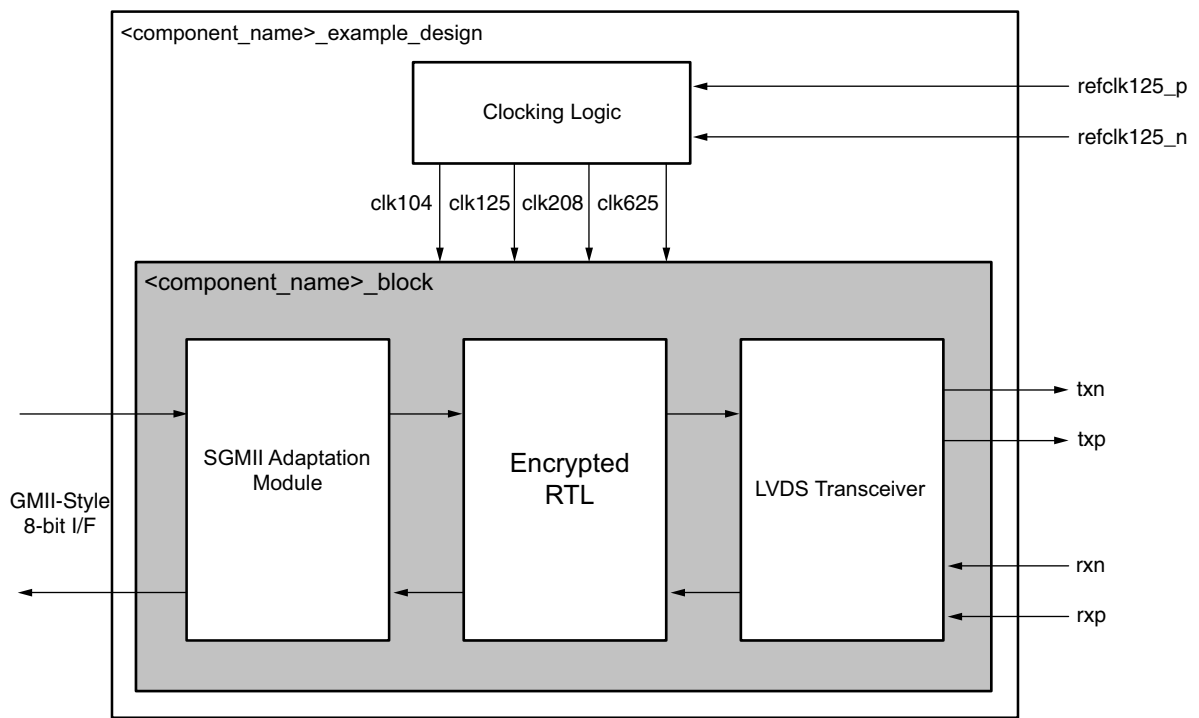 <component_name>_example_design
Clocking Logic
refclk125_p
refclk125_n
clk104
clk125
clk208
clk625
<component_name>_block
SGMII Adaptation
Module
Encrypted
RTL
LVDS Transceiver
GMII-Style
8-bit I/F
txn
txp
rxn
rxp